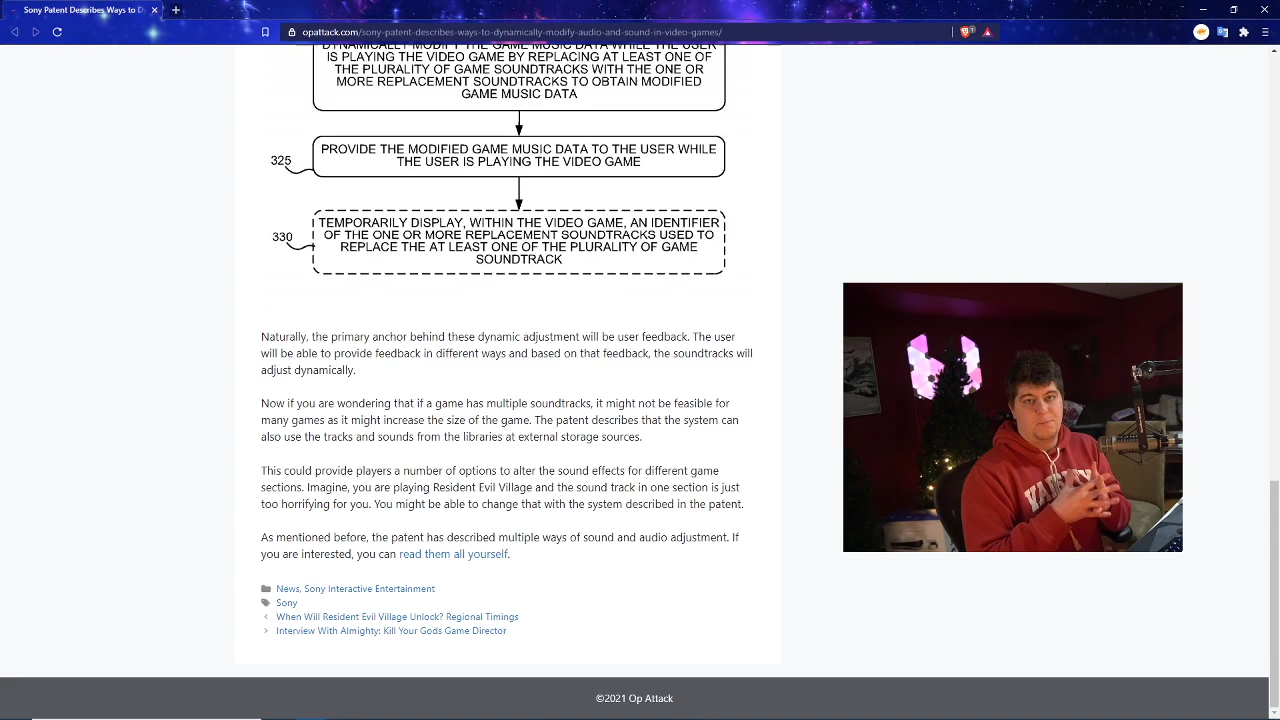 Sony Patent Describes Ways to D
opattack.com/sony-patent-describes-ways-to-dynamically-modify-audio-and-sound-in-video-games/
DYNAMICALLY MODIFY THE GAME MUSIC DATA WHILE THE USER
IS PLAYING THE VIDEO GAME BY REPLACING AT LEAST ONE OF
THE PLURALITY OF GAME SOUNDTRACKS WITH THE ONE OR
MORE REPLACEMENT SOUNDTRACKS TO OBTAIN MODIFIED
GAME MUSIC DATA
325
PROVIDE THE MODIFIED GAME MUSIC DATA TO THE USER WHILE
THE USER IS PLAYING THE VIDEO GAME
330
TEMPORARILY DISPLAY, WITHIN THE VIDEO GAME, AN IDENTIFIER
OF THE ONE OR MORE REPLACEMENT SOUNDTRACKS USED TO
REPLACE THE AT LEAST ONE OF THE PLURALITY OF GAME
SOUNDTRACK
Naturally, the primary anchor behind these dynamic adjustment will be user feedback. The user
will be able to provide feedback in different ways and based on that feedback, the soundtracks will
adjust dynamically.
Now if you are wondering that if a game has multiple soundtracks, it might not be feasible for
many games as it might increase the size of the game. The patent describes that the system can
also use the tracks and sounds from the libraries at external storage sources.
This could provide players a number of options to alter the sound effects for different game
sections. Imagine, you are playing Resident Evil Village and the sound track in one section is just
too horrifying for you. You might be able to change that with the system described in the patent.
As mentioned before, the patent has described multiple ways of sound and audio adjustment. If
you are interested, you can read them all yourself.
News, Sony Interactive Entertainment
Sony
When Will Resident Evil Village Unlock? Regional Timings
Interview With Almighty: Kill Your Gods Game Director
©2021 Op Attack